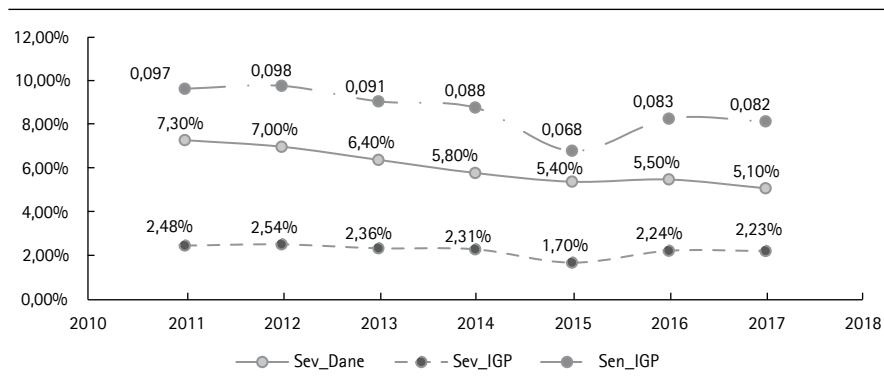 12,00%
10,00%
8,00%
6,00%
4,00%
2,00%
0,00%
0,097 0,098 0,091 0,088 0,068 0,083 0,082
7,30% 7,00% 6,40% 5,80% 5,40% 5,50% 5,10%
2,48% 2,54% 2,36% 2,31% 1,70% 2,24% 2,23%
2010 2011 2012 2013 2014 2015 2016 2017 2018
Sev_Dane Sev_IGP Sen_IGP